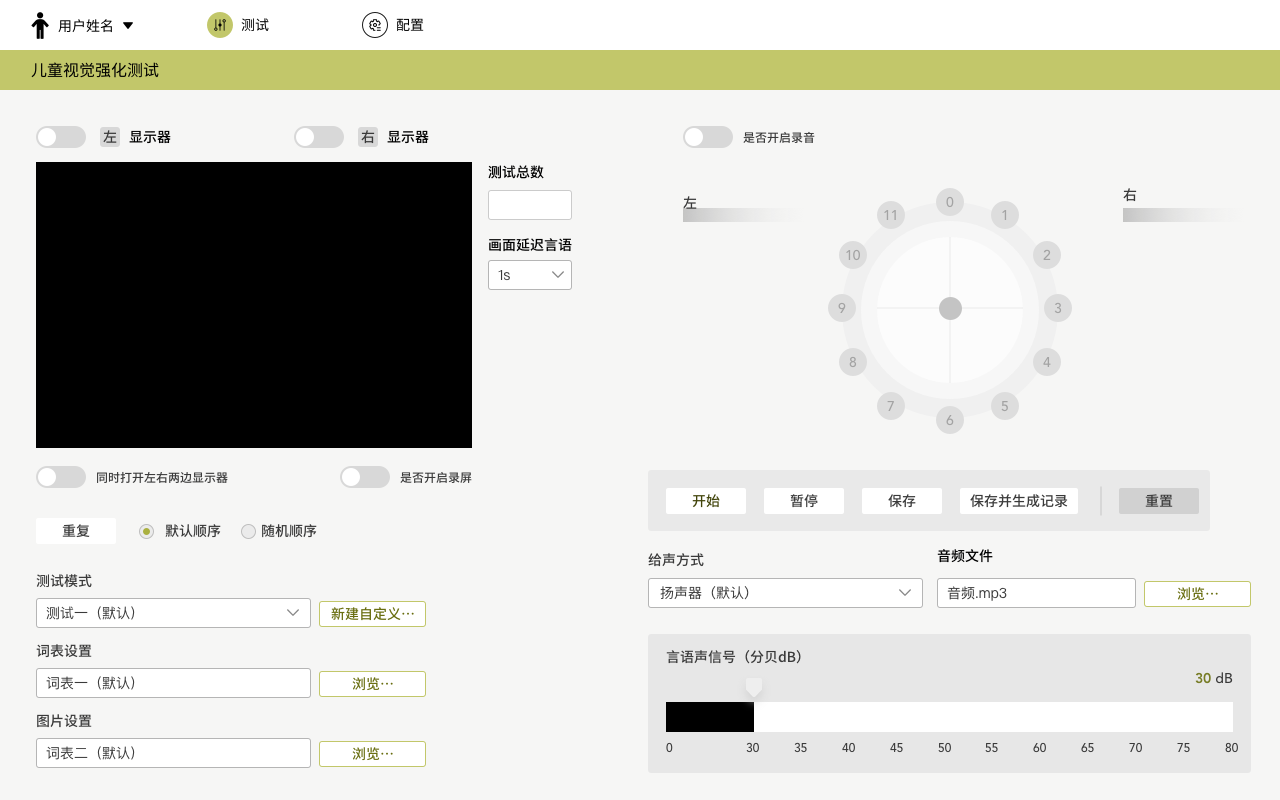 用户姓名
测试
配置
儿童视觉强化测试
左 显示器
右 显示器
测试总数
画面延迟言语
1s
同时打开左右两边显示器
是否开启录屏
重复
默认顺序
随机顺序
测试模式
测试一（默认）
新建自定义···
词表设置
词表一（默认）
浏览···
图片设置
词表二（默认）
浏览···
是否开启录音
左
右
0
1
2
3
4
5
6
7
8
9
10
11
开始
暂停
保存
保存并生成记录
重置
给声方式
扬声器（默认）
音频文件
音频.mp3
浏览···
言语声信号（分贝dB）
30 dB
0 30 35 40 45 50 55 60 65 70 75 80